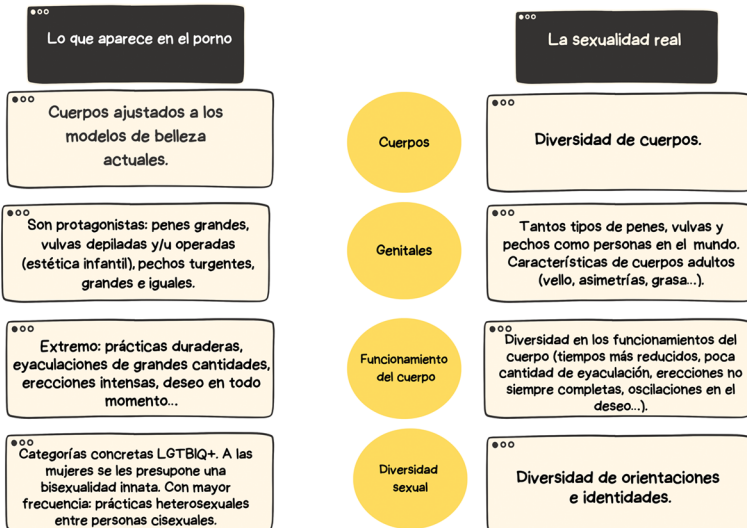 Lo que aparece en el porno
La sexualidad real
Cuerpos ajustados a los
modelos de belleza
actuales.
Cuerpos
Diversidad de cuerpos.
Son protagonistas: penes grandes,
vulvas depiladas y/u operadas
(estética infantil), pechos turgentes,
grandes e iguales.
Genitales
Tantos tipos de penes, vulvas y
pechos como personas en el mundo.
Características de cuerpos adultos
(vello, asimetrías, grasa...).
Extremo: prácticas duraderas,
eyaculaciones de grandes cantidades,
erecciones intensas, deseo en todo
momento...
Funcionamiento
del cuerpo
Diversidad en los funcionamientos del
cuerpo (tiempos más reducidos, poca
cantidad de eyaculación, erecciones no
siempre completas, oscilaciones en el
deseo...).
Categorías concretas LGTBIQ+. A las
mujeres se les presupone una
bisexualidad innata. Con mayor
frecuencia: prácticas heterosexuales
entre personas cisexuales.
Diversidad
sexual
Diversidad de orientaciones
e identidades.